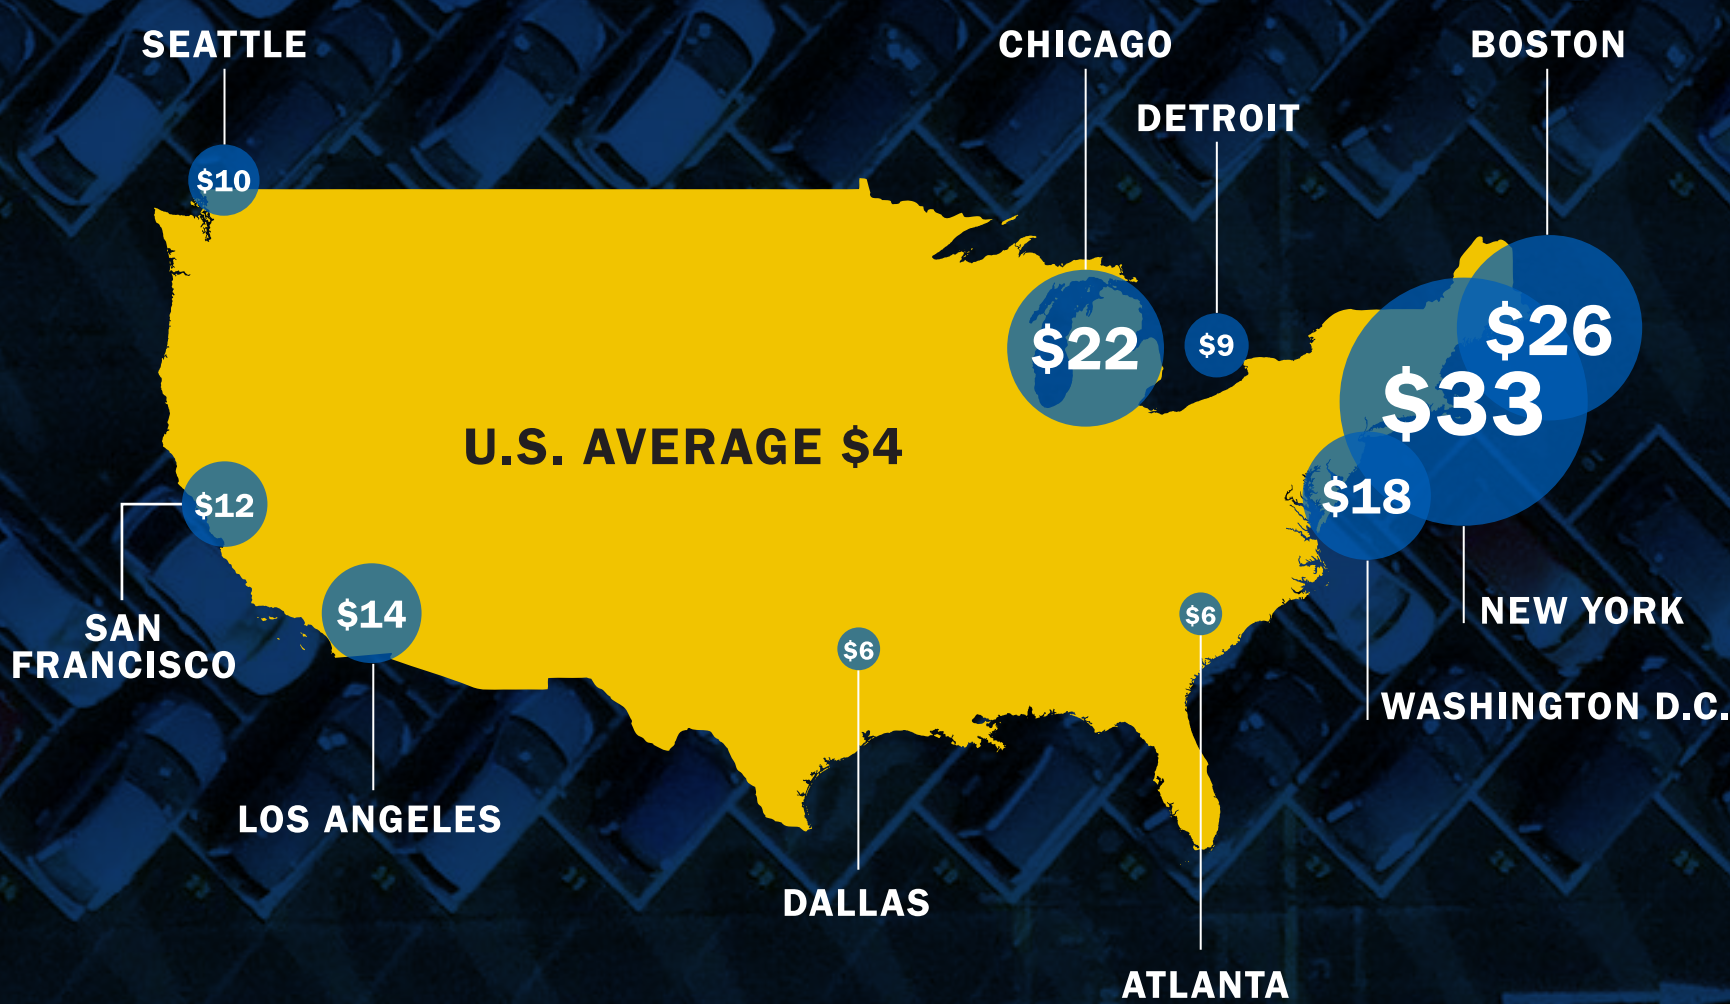 SEATTLE
CHICAGO
BOSTON
DETROIT
$10
$26
$22
$9
$33
U.S. AVERAGE $4
$18
$12
$14
$6
$6
NEW YORK
SAN
FRANCISCO
WASHINGTON D.C.
LOS ANGELES
DALLAS
ATLANTA